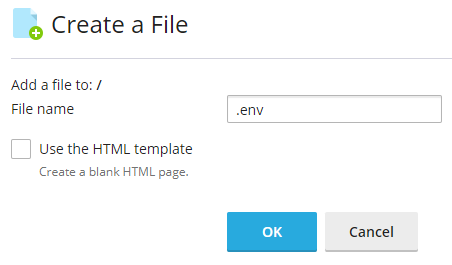 Create a File
Add a file to: /
File name
.env
Use the HTML template
Create a blank HTML page.
OK
Cancel